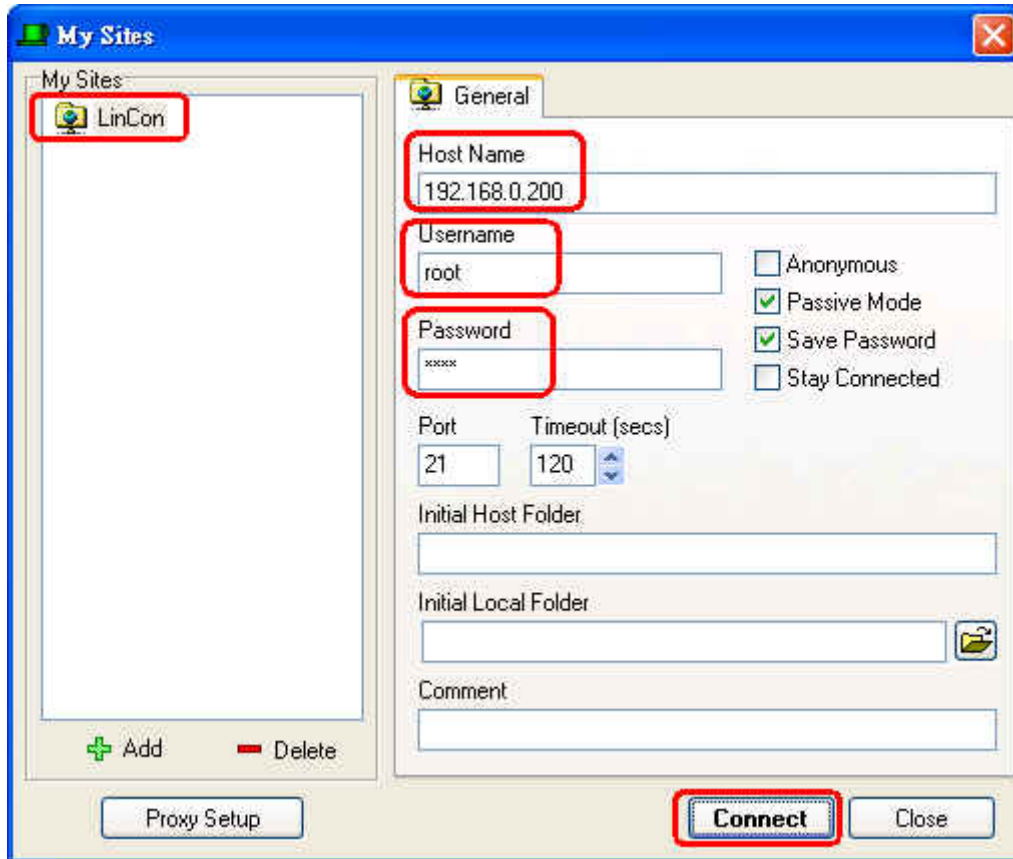 My Sites
My Sites
LinCon
General
Host Name
192.168.0.200
Username
root
Anonymous
Passive Mode
Password
Save Password
xxxx
Stay Connected
Port Timeout (secs)
21 120
Initial Host Folder
Initial Local Folder
Comment
Add Delete
Proxy Setup Connect Close